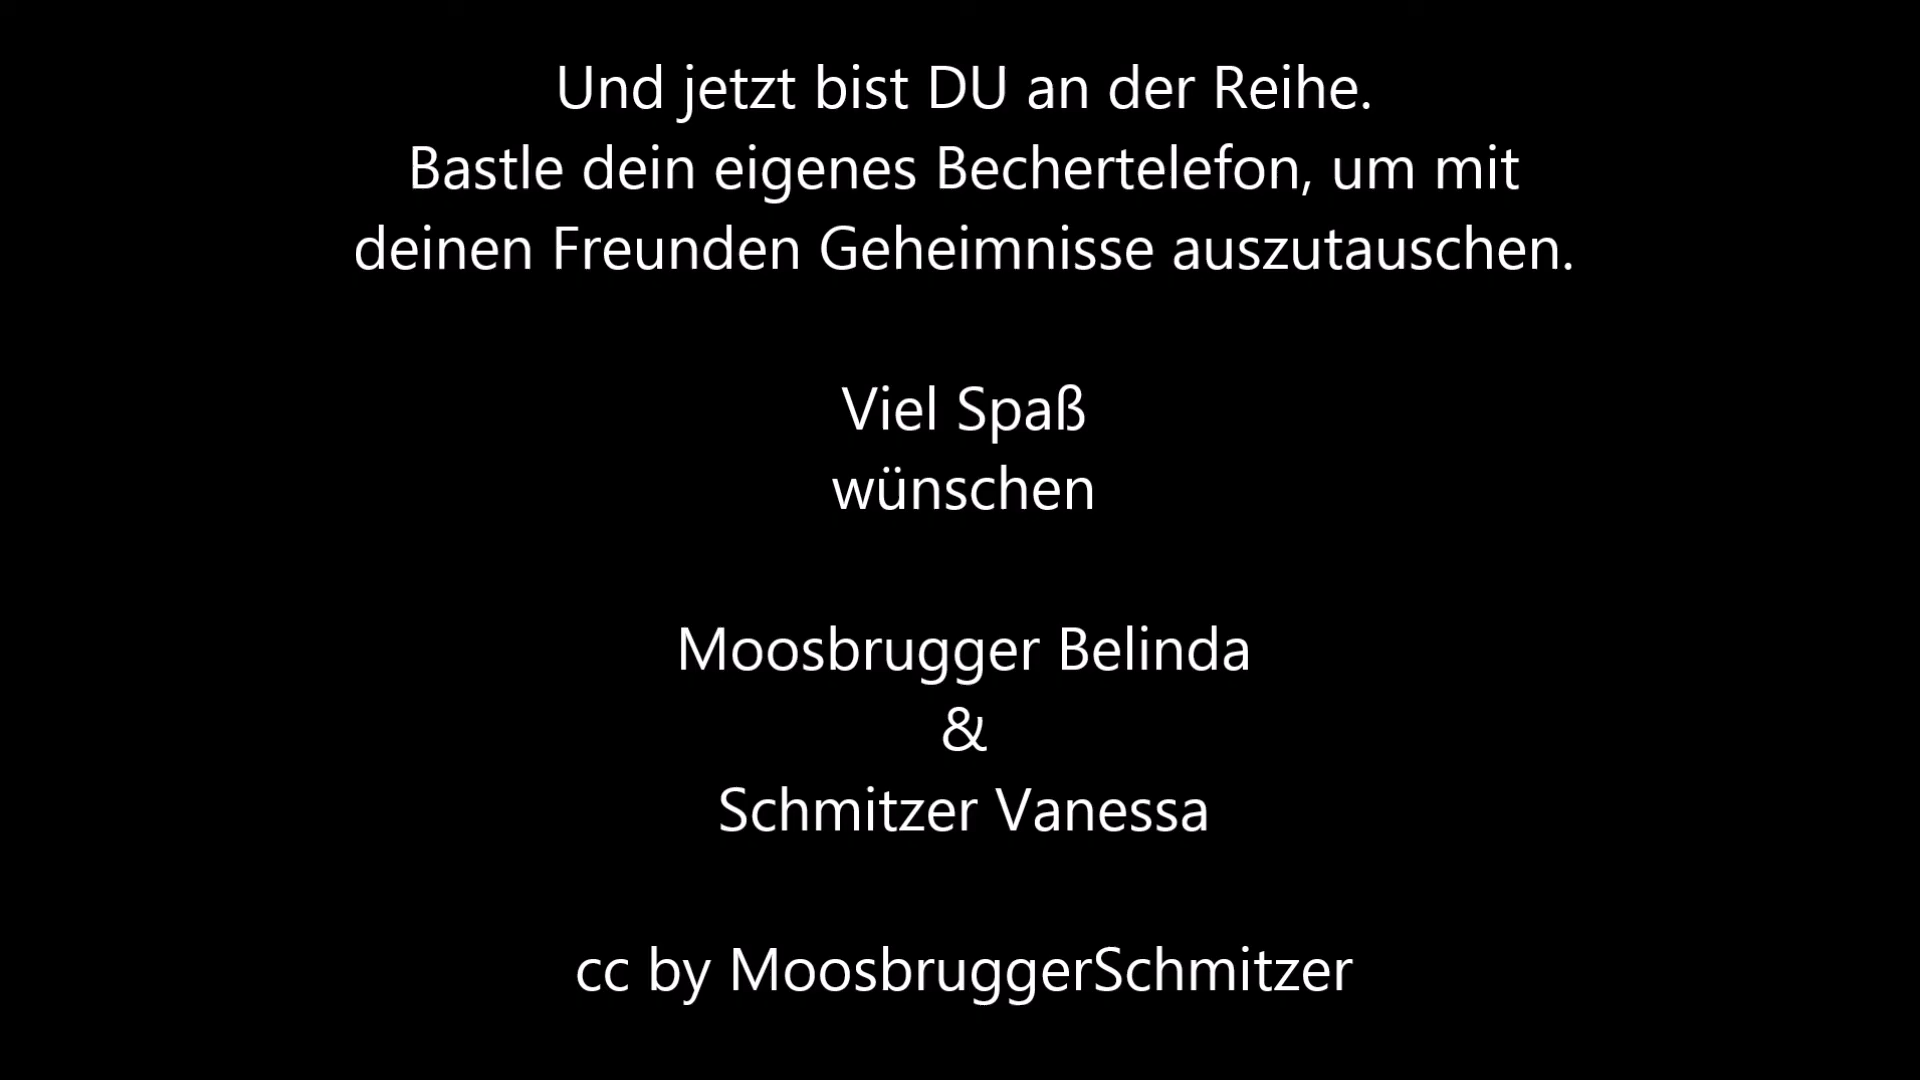 Und jetzt bist DU an der Reihe.
Bastle dein eigenes Bechertelefon, um mit
deinen Freunden Geheimnisse auszutauschen.
Viel Spaß
wünschen
Moosbrugger Belinda
&
Schmitzer Vanessa
cc by MoosbruggerSchmitzer